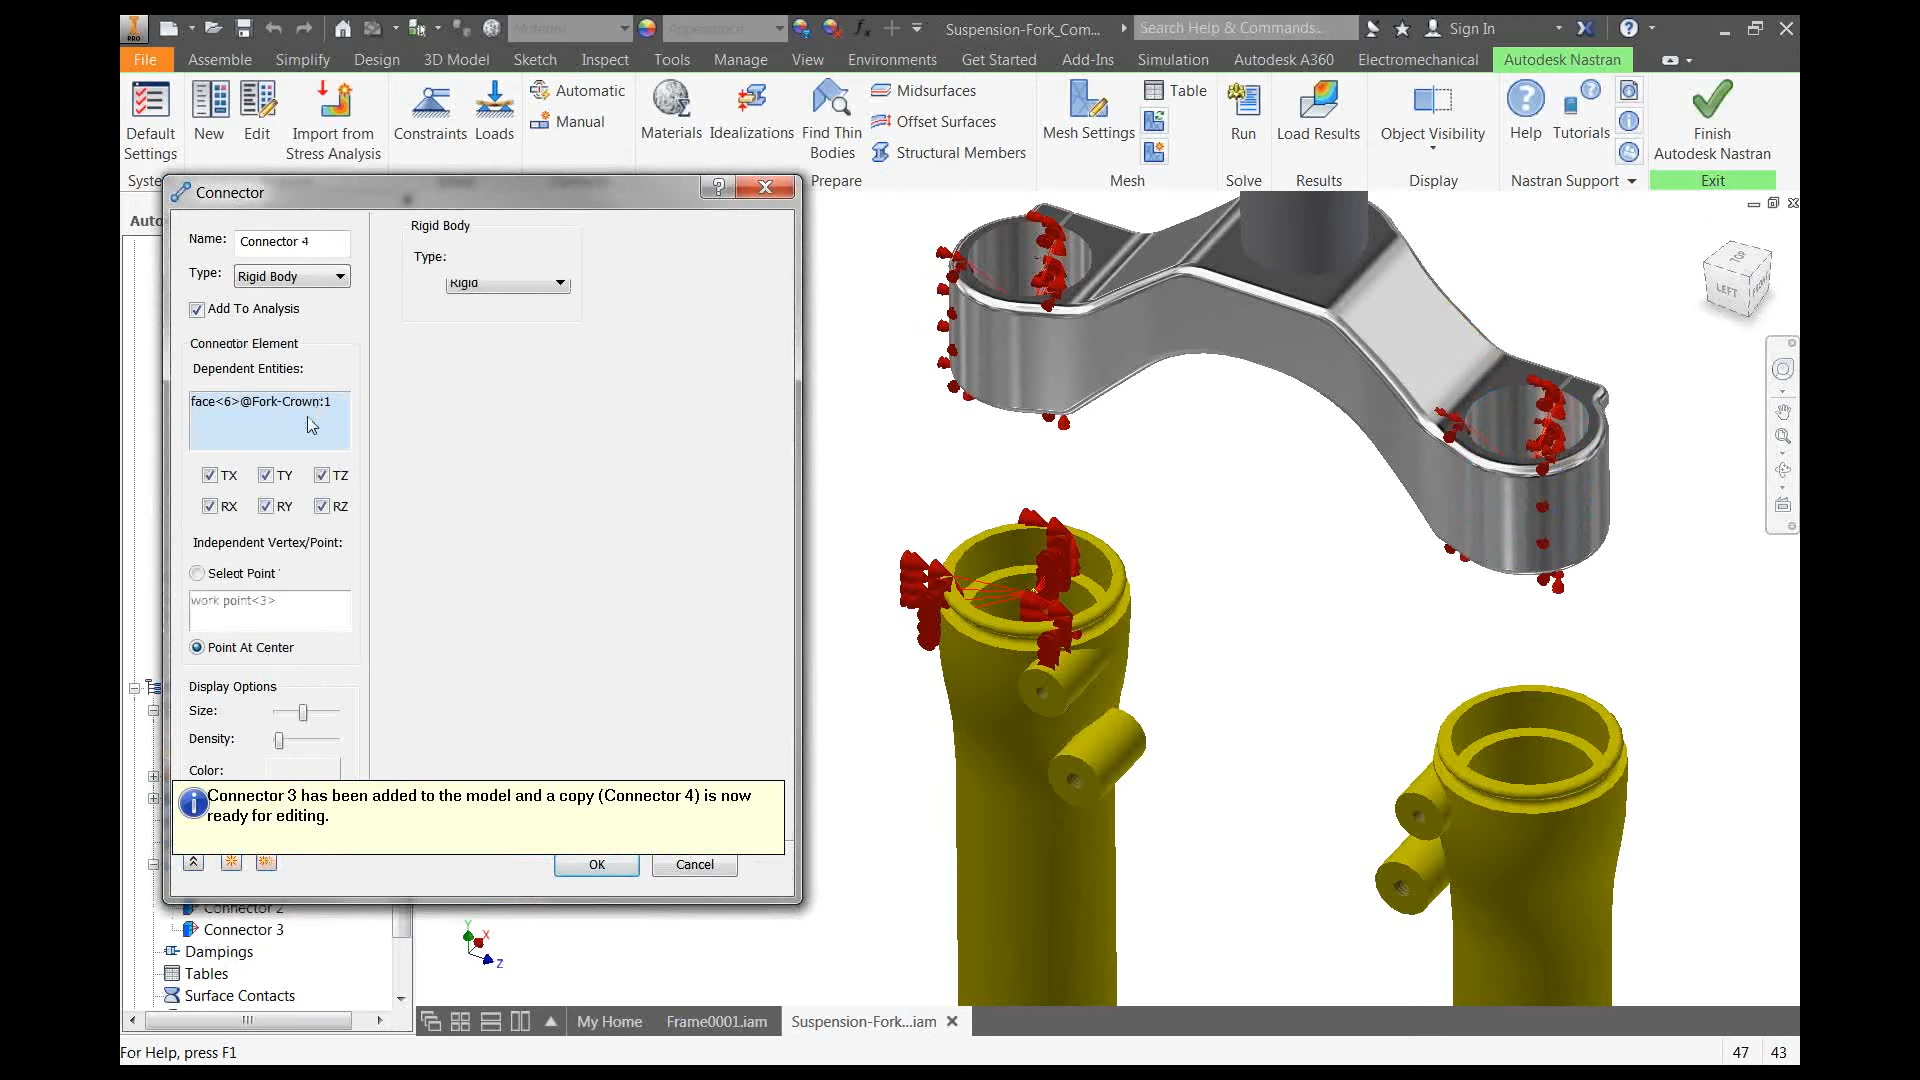 PRO
Material
Appearance
Suspension-Fork_Com...
Search Help & Commands...
Sign In
File
Assemble
Simplify
Design
3D Model
Sketch
Inspect
Tools
Manage
View
Environments
Get Started
Add-Ins
Simulation
Autodesk A360
Electromechanical
Autodesk Nastran
Default
Settings
New
Edit
Import from
Stress Analysis
Constraints
Loads
Automatic
Manual
Materials
Idealizations
Find Thin
Bodies
Midsurfaces
Offset Surfaces
Structural Members
Mesh Settings
Table
Run
Load Results
Object Visibility
Help
Tutorials
Finish
Autodesk Nastran
Syste
Prepare
Mesh
Solve
Results
Display
Nastran Support
Exit
Auto
Connector
Name:
Connector 4
Type:
Rigid Body
Add To Analysis
Connector Element
Dependent Entities:
face<6>@Fork-Crown:1
TX
TY
TZ
RX
RY
RZ
Independent Vertex/Point:
Select Point
work point<3>
Point At Center
Display Options
Size:
Density:
Color:
Rigid Body
Type:
Rigid
Connector 3 has been added to the model and a copy (Connector 4) is now
ready for editing.
OK
Cancel
Connector 2
Connector 3
Dampings
Tables
Surface Contacts
TOP
LEFT
Y
X
Z
My Home
Frame0001.iam
Suspension-Fork...iam
For Help, press F1
47
43